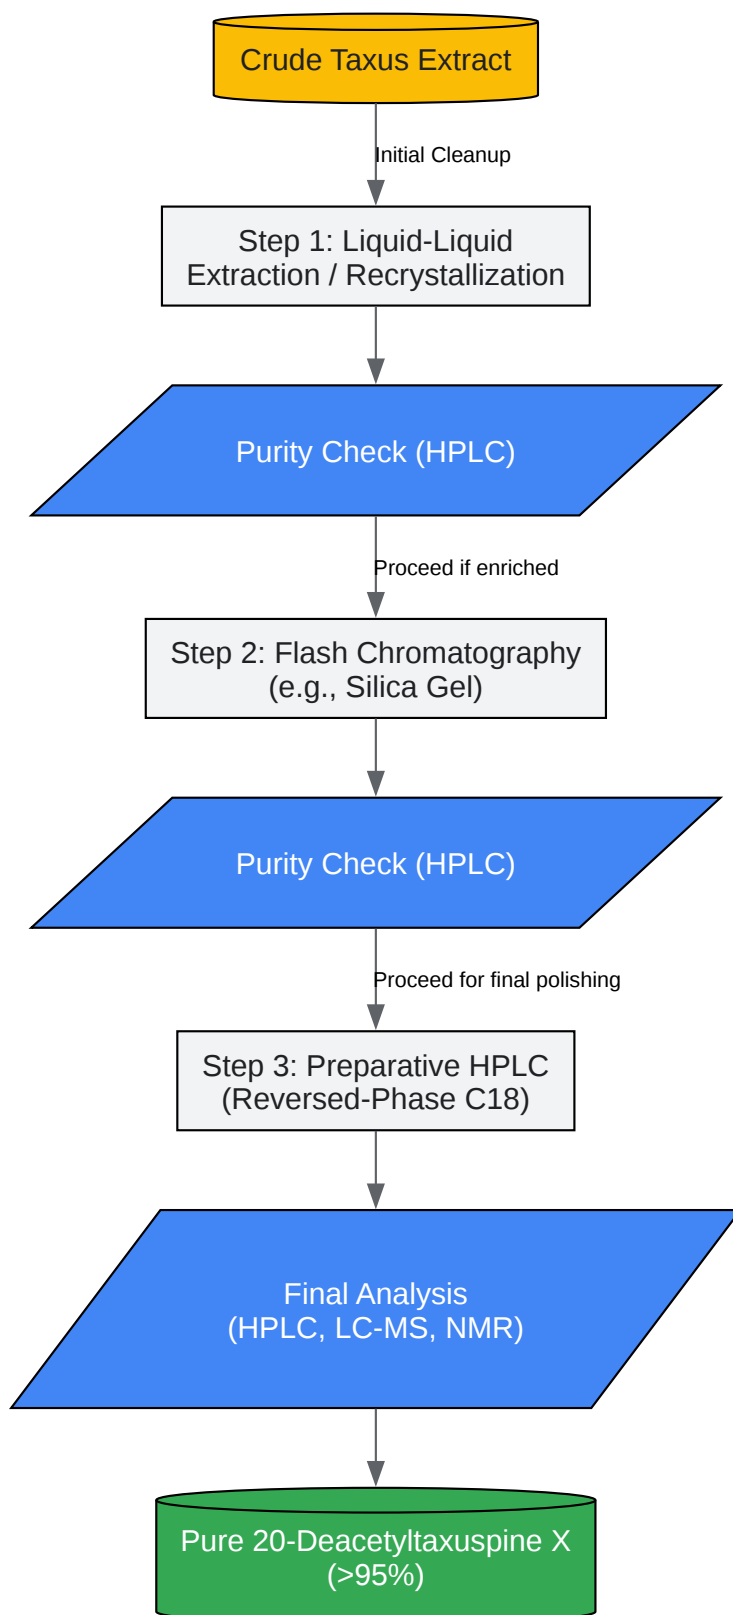 Crude Taxus Extract
Initial Cleanup
Step 1: Liquid-Liquid
Extraction / Recrystallization
Purity Check (HPLC)
Proceed if enriched
Step 2: Flash Chromatography
(e.g., Silica Gel)
Purity Check (HPLC)
Proceed for final polishing
Step 3: Preparative HPLC
(Reversed-Phase C18)
Final Analysis
(HPLC, LC-MS, NMR)
Pure 20-Deacetyltaxuspine X
(>95%)